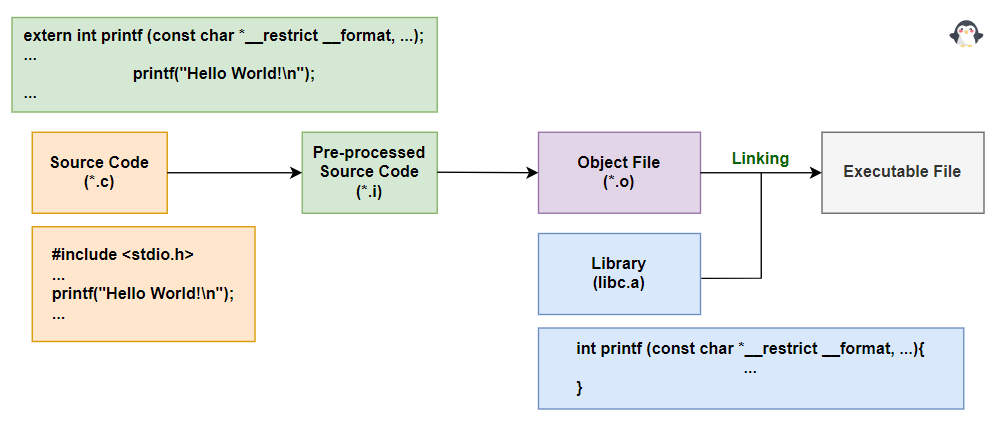 extern int printf (const char *__restrict __format, ...);
...
printf("Hello World!\n");
...
Source Code
(*.c)
Pre-processed
Source Code
(*.i)
Object File
(*.o)
Linking
Executable File
#include <stdio.h>
...
printf("Hello World!\n");
...
Library
(libc.a)
int printf (const char *__restrict __format, ...){
...
}